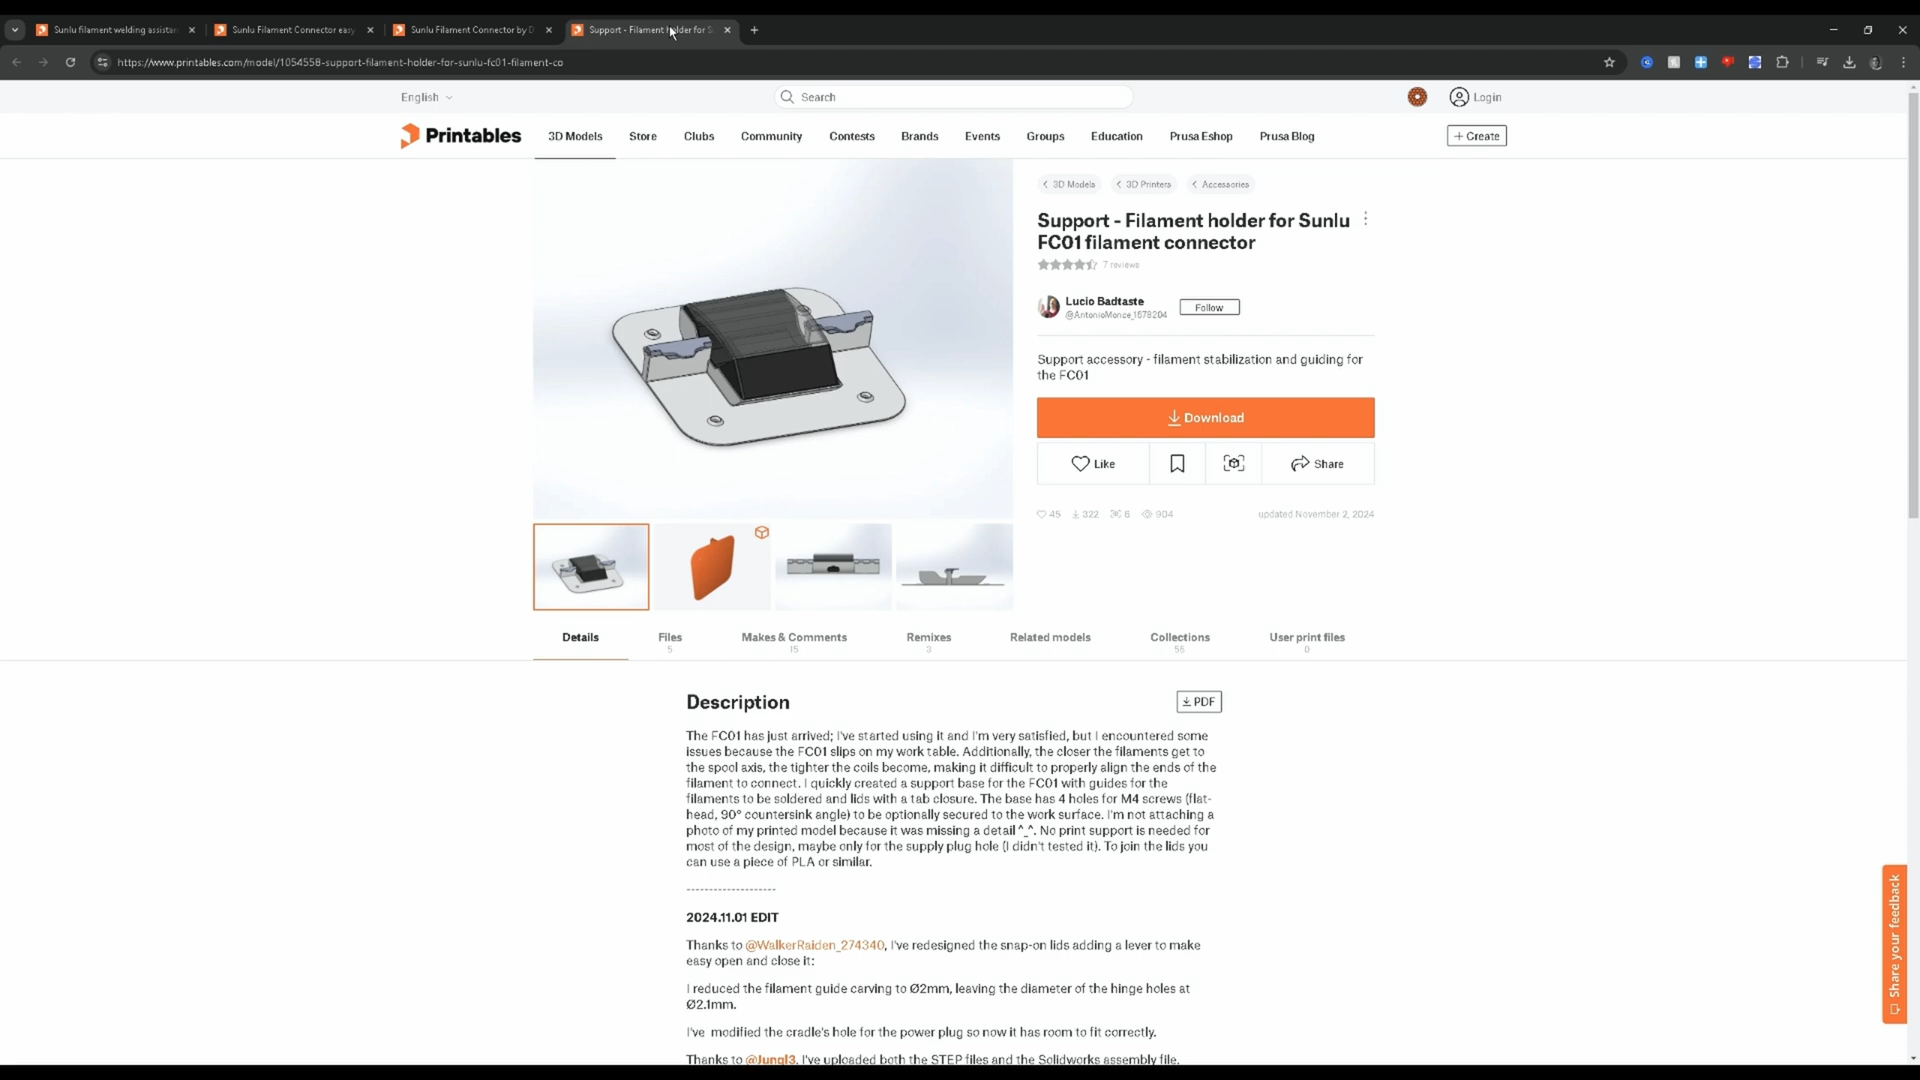 Sunlu filament welding assistan
Sunlu Filament Connector easy
Sunlu Filament Connector by D
Support - Filament holder for S
https://www.printables.com/model/1054558-support-filament-holder-for-sunlu-fc01-filament-co
English
Search
Login
Printables
3D Models
Store
Clubs
Community
Contests
Brands
Events
Groups
Education
Prusa Eshop
Prusa Blog
+ Create
3D Models
3D Printers
Accessories
Support - Filament holder for Sunlu
FC01 filament connector
7 reviews
Lucio Badtaste
@AntonioMonce_1678204
Follow
Support accessory - filament stabilization and guiding for
the FC01
Download
Like
Share
45
322
6
904
updated November 2, 2024
Details
Files
5
Makes & Comments
15
Remixes
3
Related models
Collections
55
User print files
0
Description
PDF
The FC01 has just arrived; I've started using it and I'm very satisfied, but I encountered some
issues because the FC01 slips on my work table. Additionally, the closer the filaments get to
the spool axis, the tighter the coils become, making it difficult to properly align the ends of the
filament to connect. I quickly created a support base for the FC01 with guides for the
filaments to be soldered and lids with a tab closure. The base has 4 holes for M4 screws (flat-
head, 90° countersink angle) to be optionally secured to the work surface. I'm not attaching a
photo of my printed model because it was missing a detail ^_^. No print support is needed for
most of the design, maybe only for the supply plug hole (I didn't tested it). To join the lids you
can use a piece of PLA or similar.
--------------------
2024.11.01 EDIT
Thanks to @WalkerRaiden_274340, I've redesigned the snap-on lids adding a lever to make
easy open and close it:
I reduced the filament guide carving to Ø2mm, leaving the diameter of the hinge holes at
Ø2.1mm.
I've modified the cradle's hole for the power plug so now it has room to fit correctly.
Thanks to @Jungl3, I've uploaded both the STEP files and the Solidworks assembly file.
Share your feedback